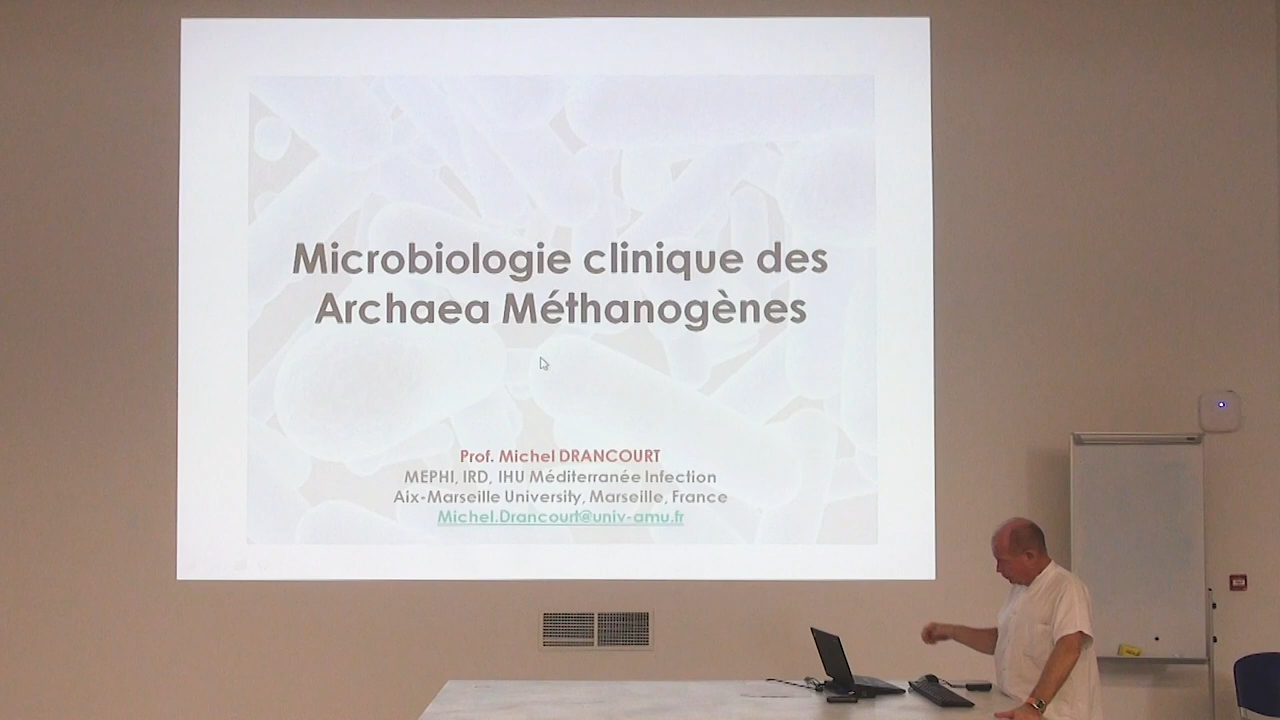 Microbiologie clinique des
Archaea Méthanogènes
Prof. Michel DRANCOURT
MEPHI, IRD, IHU Méditerranée Infection
Aix-Marseille University, Marseille, France
Michel.Drancourt@univ-amu.fr